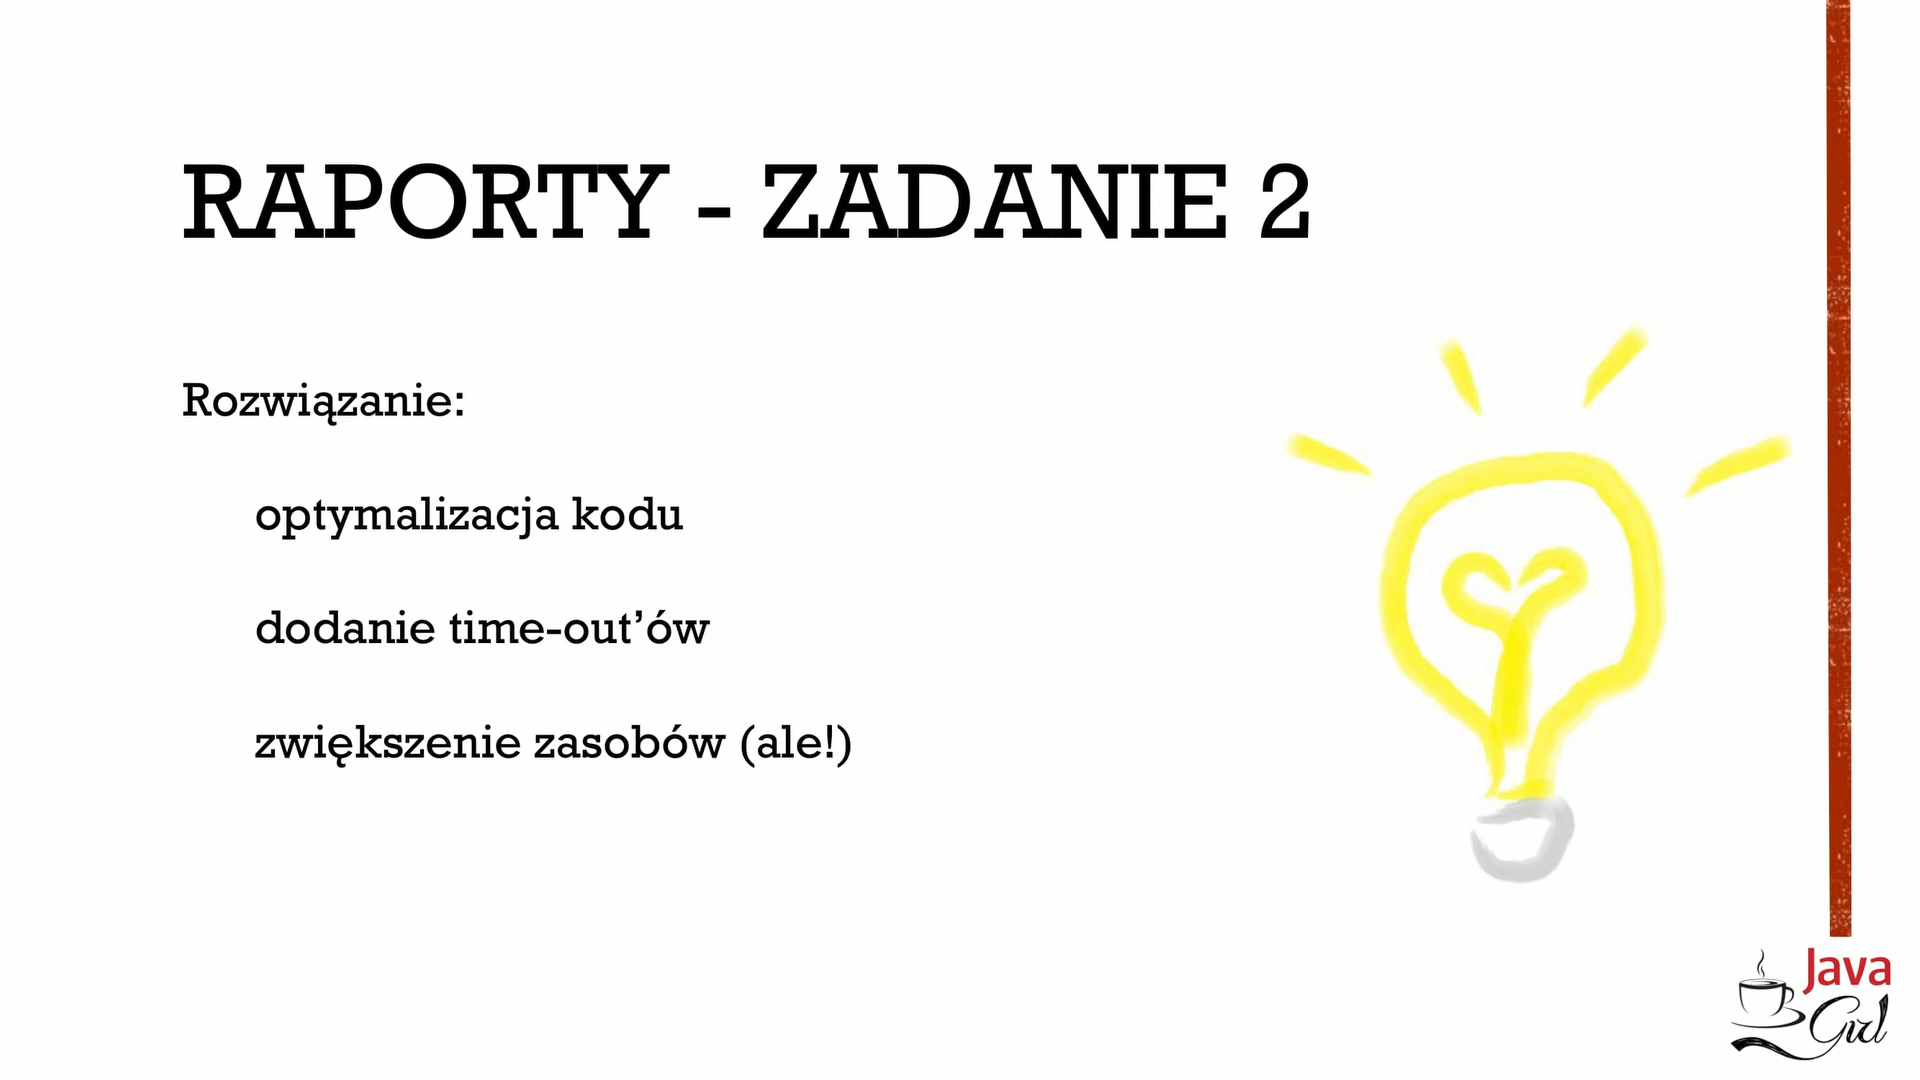 RAPORTY - ZADANIE 2
Rozwiązanie:
optymalizacja kodu
dodanie time-out’ów
zwiększenie zasobów (ale!)
Java
Girl